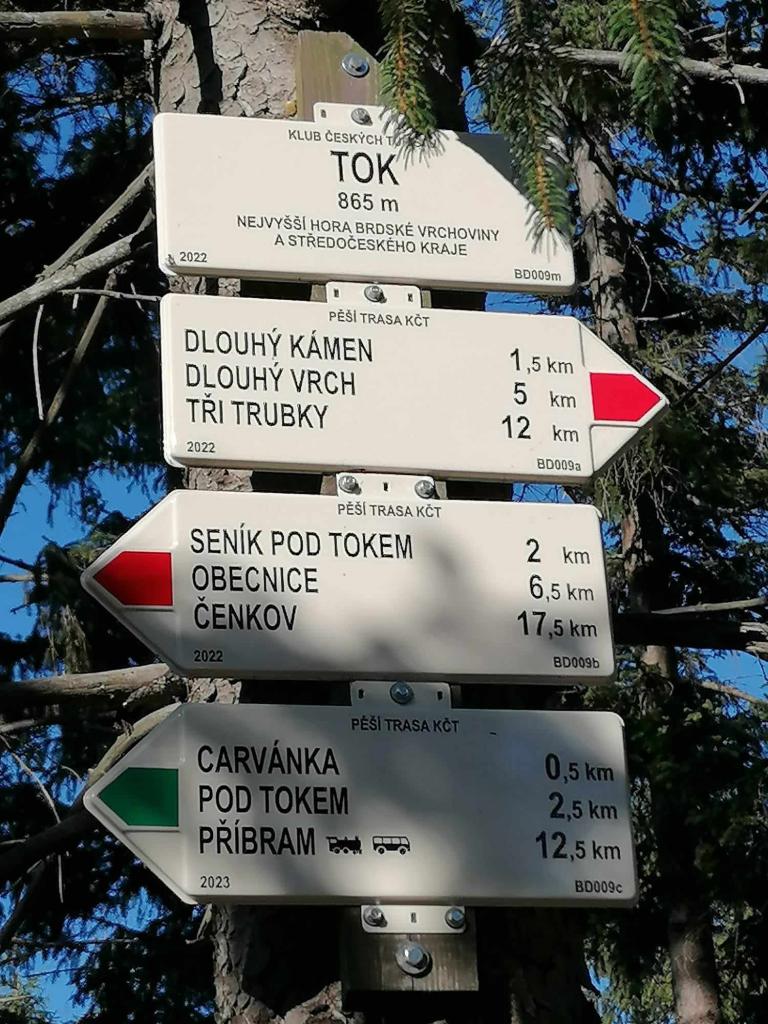 KLUB ČESKÝCH
TOK
865 m
NEJVYŠŠÍ HORA BRDSKÉ VRCHOVINY
A STŘEDOČESKÉHO KRAJE
2022 BD009m
PĚŠÍ TRASA KČT
DLOUHÝ KÁMEN 1,5 km
DLOUHÝ VRCH 5 km
TŘI TRUBKY 12 km
2022 BD009a
PĚŠÍ TRASA KČT
SENÍK POD TOKEM 2 km
OBECNICE 6,5 km
ČENKOV 17,5 km
2022 BD009b
PĚŠÍ TRASA KČT
CARVÁNKA 0,5 km
POD TOKEM 2,5 km
PŘÍBRAM 12,5 km
2023 BD009c